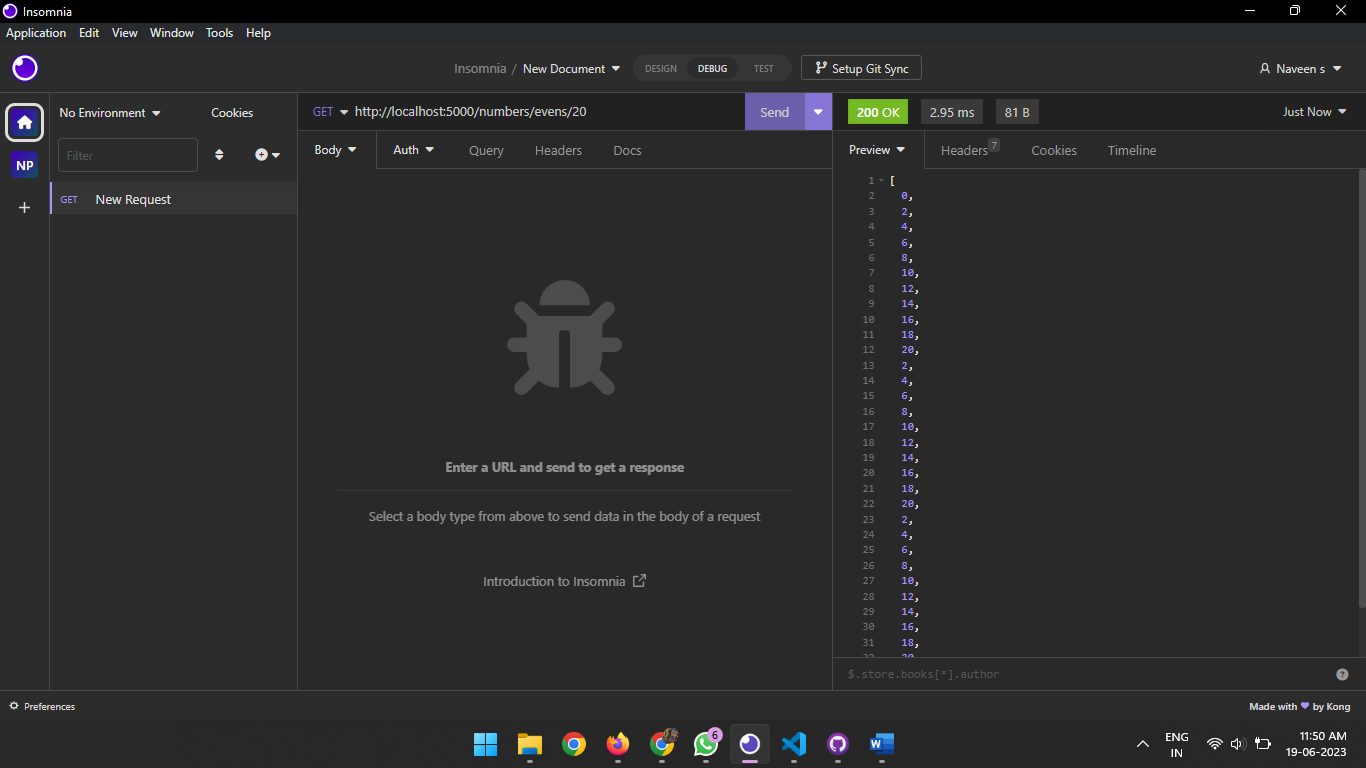 Insomnia
Application Edit View Window Tools Help
Insomnia / New Document DESIGN DEBUG TEST Setup Git Sync Naveen s
No Environment Cookies
GET http://localhost:5000/numbers/evens/20 Send
200 OK 2.95 ms 81 B Just Now
Filter
Body Auth Query Headers Docs
Preview Headers 7 Cookies Timeline
NP
GET New Request
1 [
2 0,
3 2,
4 4,
5 6,
6 8,
7 10,
8 12,
9 14,
10 16,
11 18,
12 20,
13 2,
14 4,
15 6,
16 8,
17 10,
18 12,
19 14,
20 16,
21 18,
22 20,
23 2,
24 4,
25 6,
26 8,
27 10,
28 12,
29 14,
30 16,
31 18,
Enter a URL and send to get a response
Select a body type from above to send data in the body of a request
Introduction to Insomnia
$.store.books[*].author
Preferences
Made with by Kong
6
ENG
IN
11:50 AM
19-06-2023